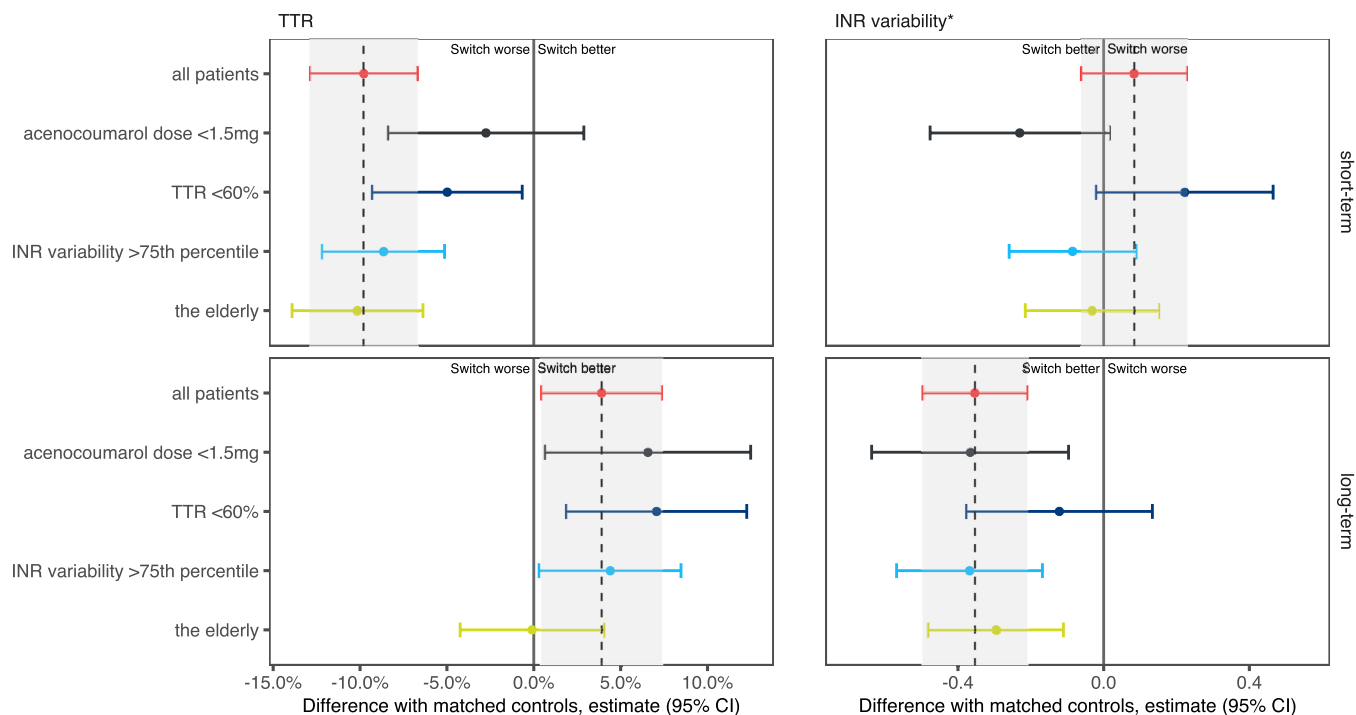 TTR
INR variability*
Switch worse Switch better
Switch better Switch worse
all patients
acenocoumarol dose <1.5mg
TTR <60%
INR variability >75th percentile
the elderly
short-term
Switch worse Switch better
Switch better Switch worse
all patients
acenocoumarol dose <1.5mg
TTR <60%
INR variability >75th percentile
the elderly
long-term
-15.0% -10.0% -5.0% 0.0% 5.0% 10.0%
-0.4 0.0 0.4
Difference with matched controls, estimate (95% CI)
Difference with matched controls, estimate (95% CI)